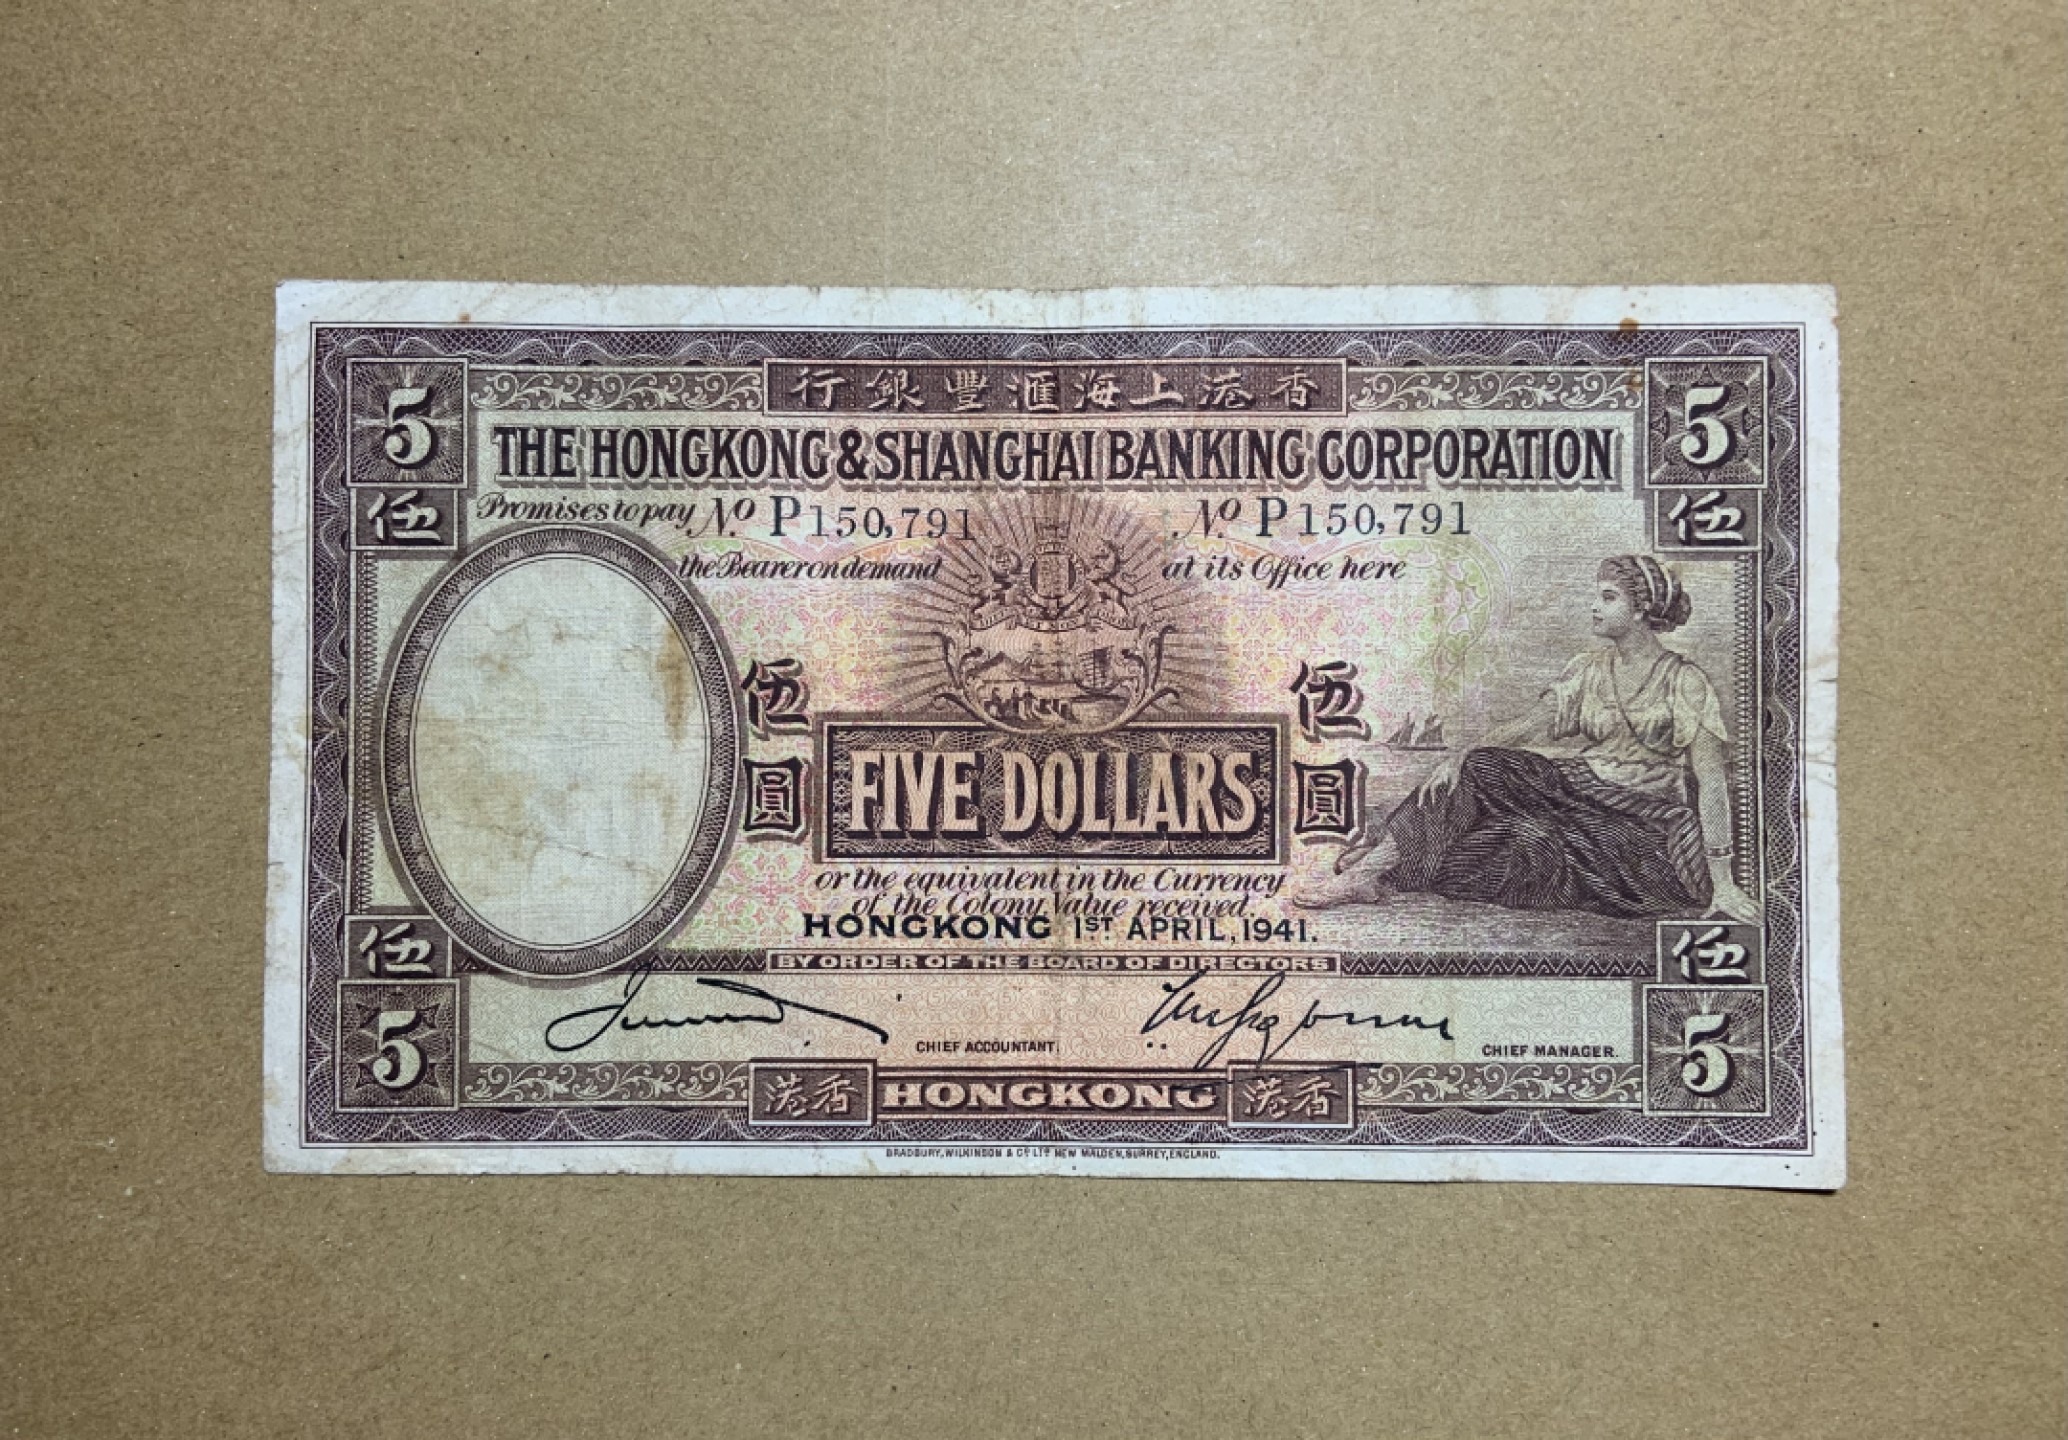 5
行銀豐滙海上港香
5
THE HONGKONG & SHANGHAI BANKING CORPORATION
伍
Promises to pay No. P150,791
No. P150,791
伍
the Bearer on demand
at its Office here
伍圓
伍圓
FIVE DOLLARS
or the equivalent in the Currency
of the Colony Value received.
HONGKONG 1ST APRIL, 1941.
伍
BY ORDER OF THE BOARD OF DIRECTORS
伍
5
CHIEF ACCOUNTANT.
CHIEF MANAGER.
5
港香 HONGKONG 港香
BRADBURY, WILKINSON & Co LTD NEW MALDEN, SURREY, ENGLAND.